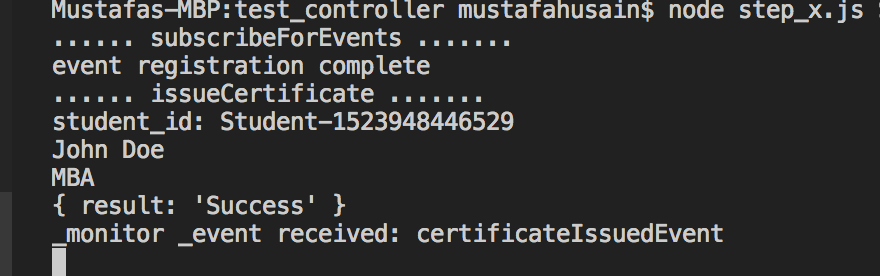 Mustafas-MBP:test_controller mustafahusain$ node step_x.js
...... subscribeForEvents .......
event registration complete
...... issueCertificate .......
student_id: Student-1523948446529
John Doe
MBA
{ result: 'Success' }
_monitor _event received: certificateIssuedEvent